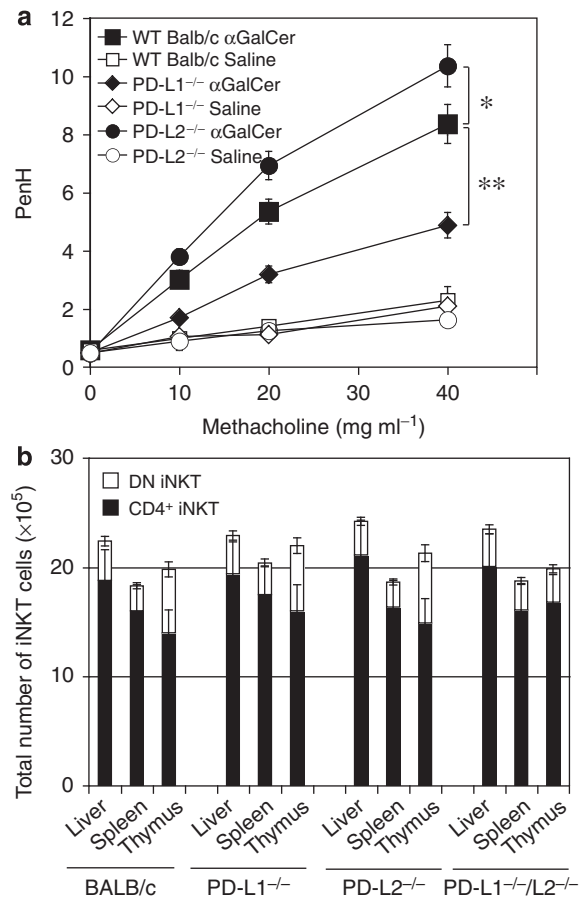 a
12
10
8
6
4
2
0
PenH
WT Balb/c αGalCer
WT Balb/c Saline
PD-L1⁻/⁻ αGalCer
PD-L1⁻/⁻ Saline
PD-L2⁻/⁻ αGalCer
PD-L2⁻/⁻ Saline
*
**
0 10 20 30 40
Methacholine (mg ml⁻¹)
b
30
20
10
0
Total number of iNKT cells (×10⁵)
DN iNKT
CD4⁺ iNKT
Liver Spleen Thymus Liver Spleen Thymus Liver Spleen Thymus Liver Spleen Thymus
BALB/c PD-L1⁻/⁻ PD-L2⁻/⁻ PD-L1⁻/⁻/L2⁻/⁻